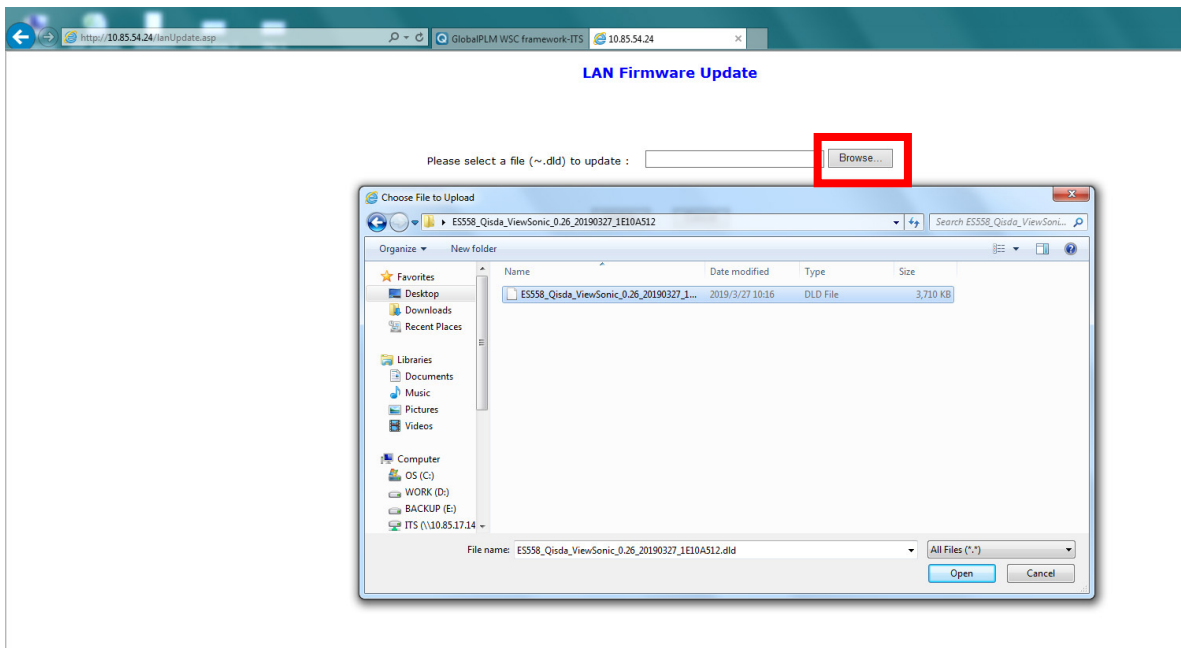 http://10.85.54.24/lanUpdate.asp
GlobalPLM WSC framework-ITS
10.85.54.24
LAN Firmware Update
Please select a file (~.dld) to update :
Browse...
Choose File to Upload
ES558_Qisda_ViewSonic_0.26_20190327_1E10A512
Search ES558_Qisda_ViewSoni...
Organize
New folder
Name Date modified Type Size
ES558_Qisda_ViewSonic_0.26_20190327_1... 2019/3/27 10:16 DLD File 3,710 KB
Favorites
Desktop
Downloads
Recent Places
Libraries
Documents
Music
Pictures
Videos
Computer
OS (C:)
WORK (D:)
BACKUP (E:)
ITS (\\10.85.17.14
File name: ES558_Qisda_ViewSonic_0.26_20190327_1E10A512.dld
All Files (*.*)
Open Cancel